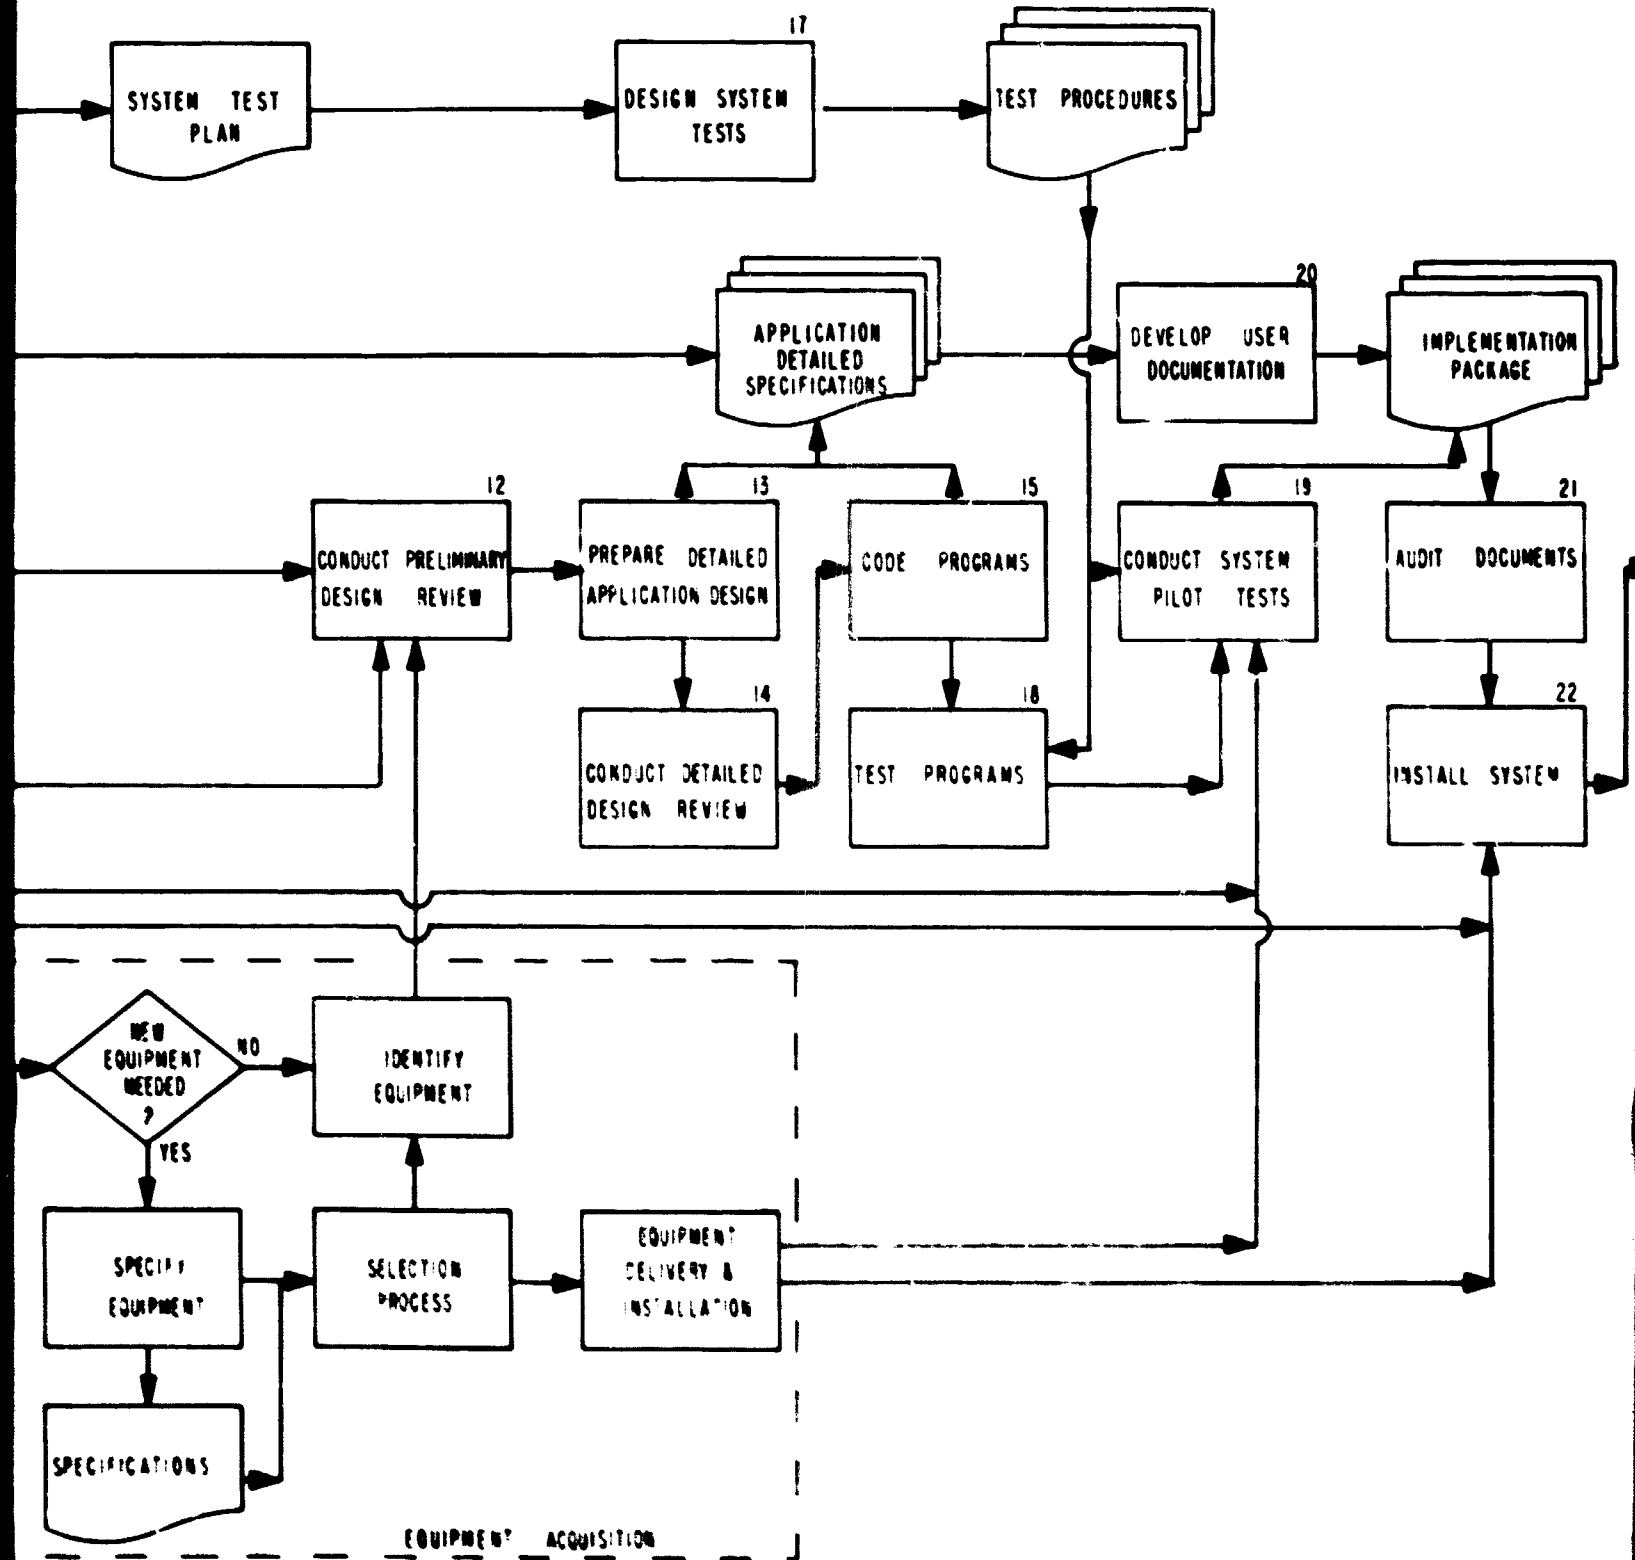 17
SYSTEM TEST
PLAN
DESIGN SYSTEM
TESTS
TEST PROCEDURES
APPLICATION
DETAILED
SPECIFICATIONS
20
DEVELOP USER
DOCUMENTATION
IMPLEMENTATION
PACKAGE
12
CONDUCT PRELIMINARY
DESIGN REVIEW
13
PREPARE DETAILED
APPLICATION DESIGN
15
CODE PROGRAMS
19
CONDUCT SYSTEM
PILOT TESTS
21
AUDIT DOCUMENTS
14
CONDUCT DETAILED
DESIGN REVIEW
18
TEST PROGRAMS
22
INSTALL SYSTEM
NEW
EQUIPMENT
NEEDED
?
NO
YES
IDENTIFY
EQUIPMENT
SPECIFY
EQUIPMENT
SELECTION
PROCESS
EQUIPMENT
DELIVERY &
INSTALLATION
SPECIFICATIONS
EQUIPMENT ACQUISITION